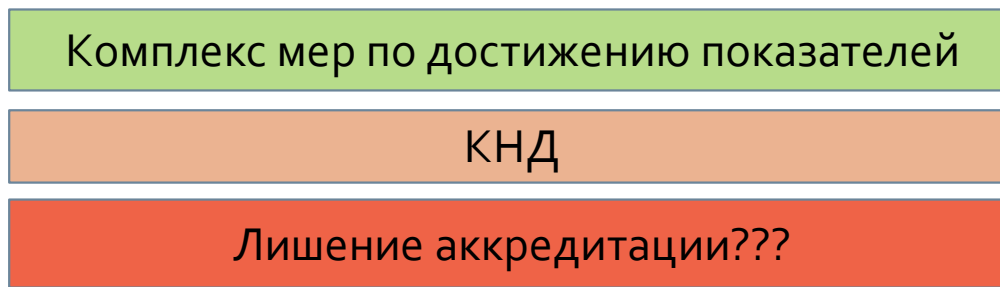 Комплекс мер по достижению показателей
КНД
Лишение аккредитации???